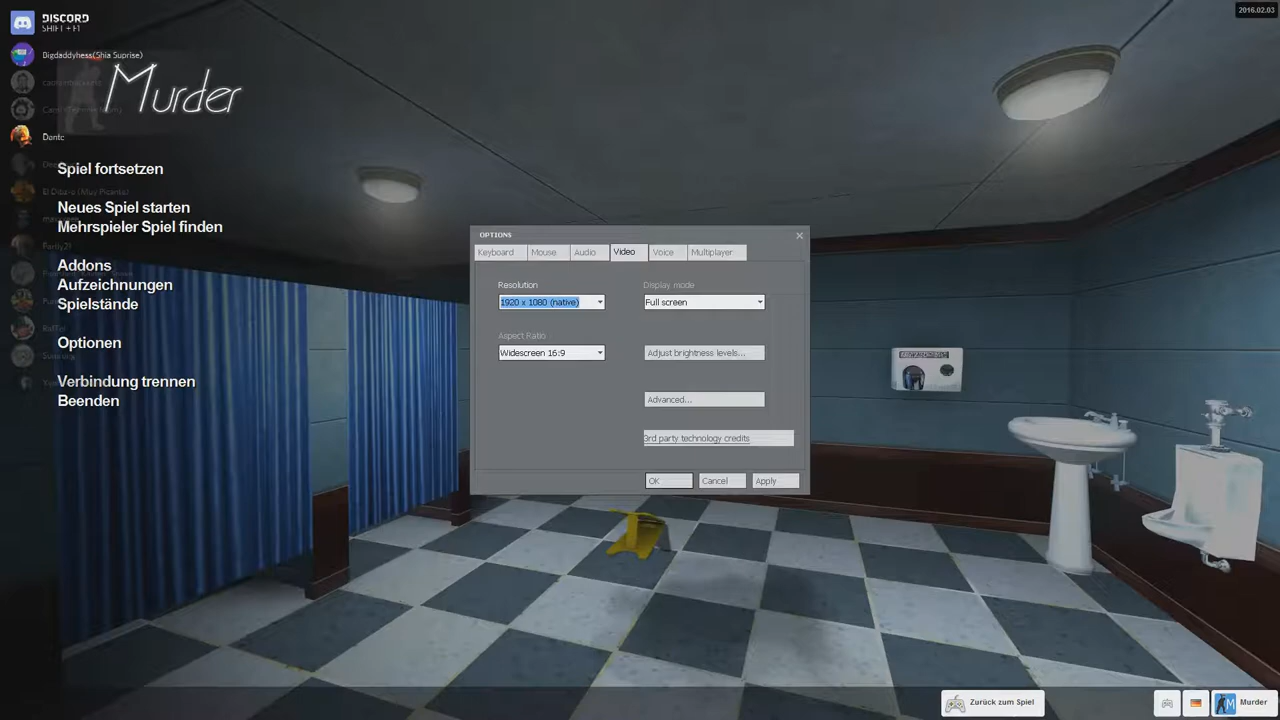 DISCORD
SHIFT + F1
2016.02.03
Bigdaddyhess(Shia Suprise)
Murder
Dante
Spiel fortsetzen
Neues Spiel starten
Mehrspieler Spiel finden
Addons
Aufzeichnungen
Spielstände
Optionen
Verbindung trennen
Beenden
OPTIONS
Keyboard Mouse Audio Video Voice Multiplayer
Resolution Display mode
1920 x 1080 (native) Full screen
Aspect Ratio
Widescreen 16:9 Adjust brightness levels...
Advanced...
3rd party technology credits
OK Cancel Apply
Zurück zum Spiel
Murder